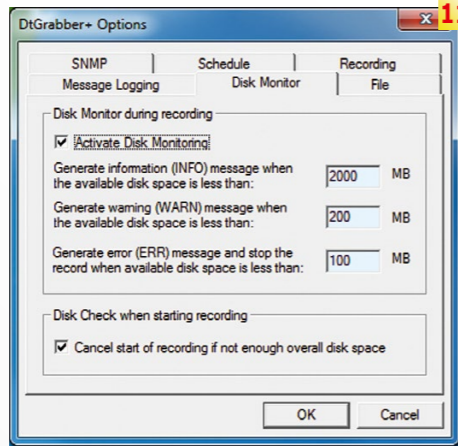 DtGrabber+ Options
SNMP Schedule Recording
Message Logging Disk Monitor File
Disk Monitor during recording
Activate Disk Monitoring
Generate information (INFO) message when
the available disk space is less than: 2000 MB
Generate warning (WARN) message when
the available disk space is less than: 200 MB
Generate error (ERR) message and stop the
record when available disk space is less than: 100 MB
Disk Check when starting recording
Cancel start of recording if not enough overall disk space
OK Cancel